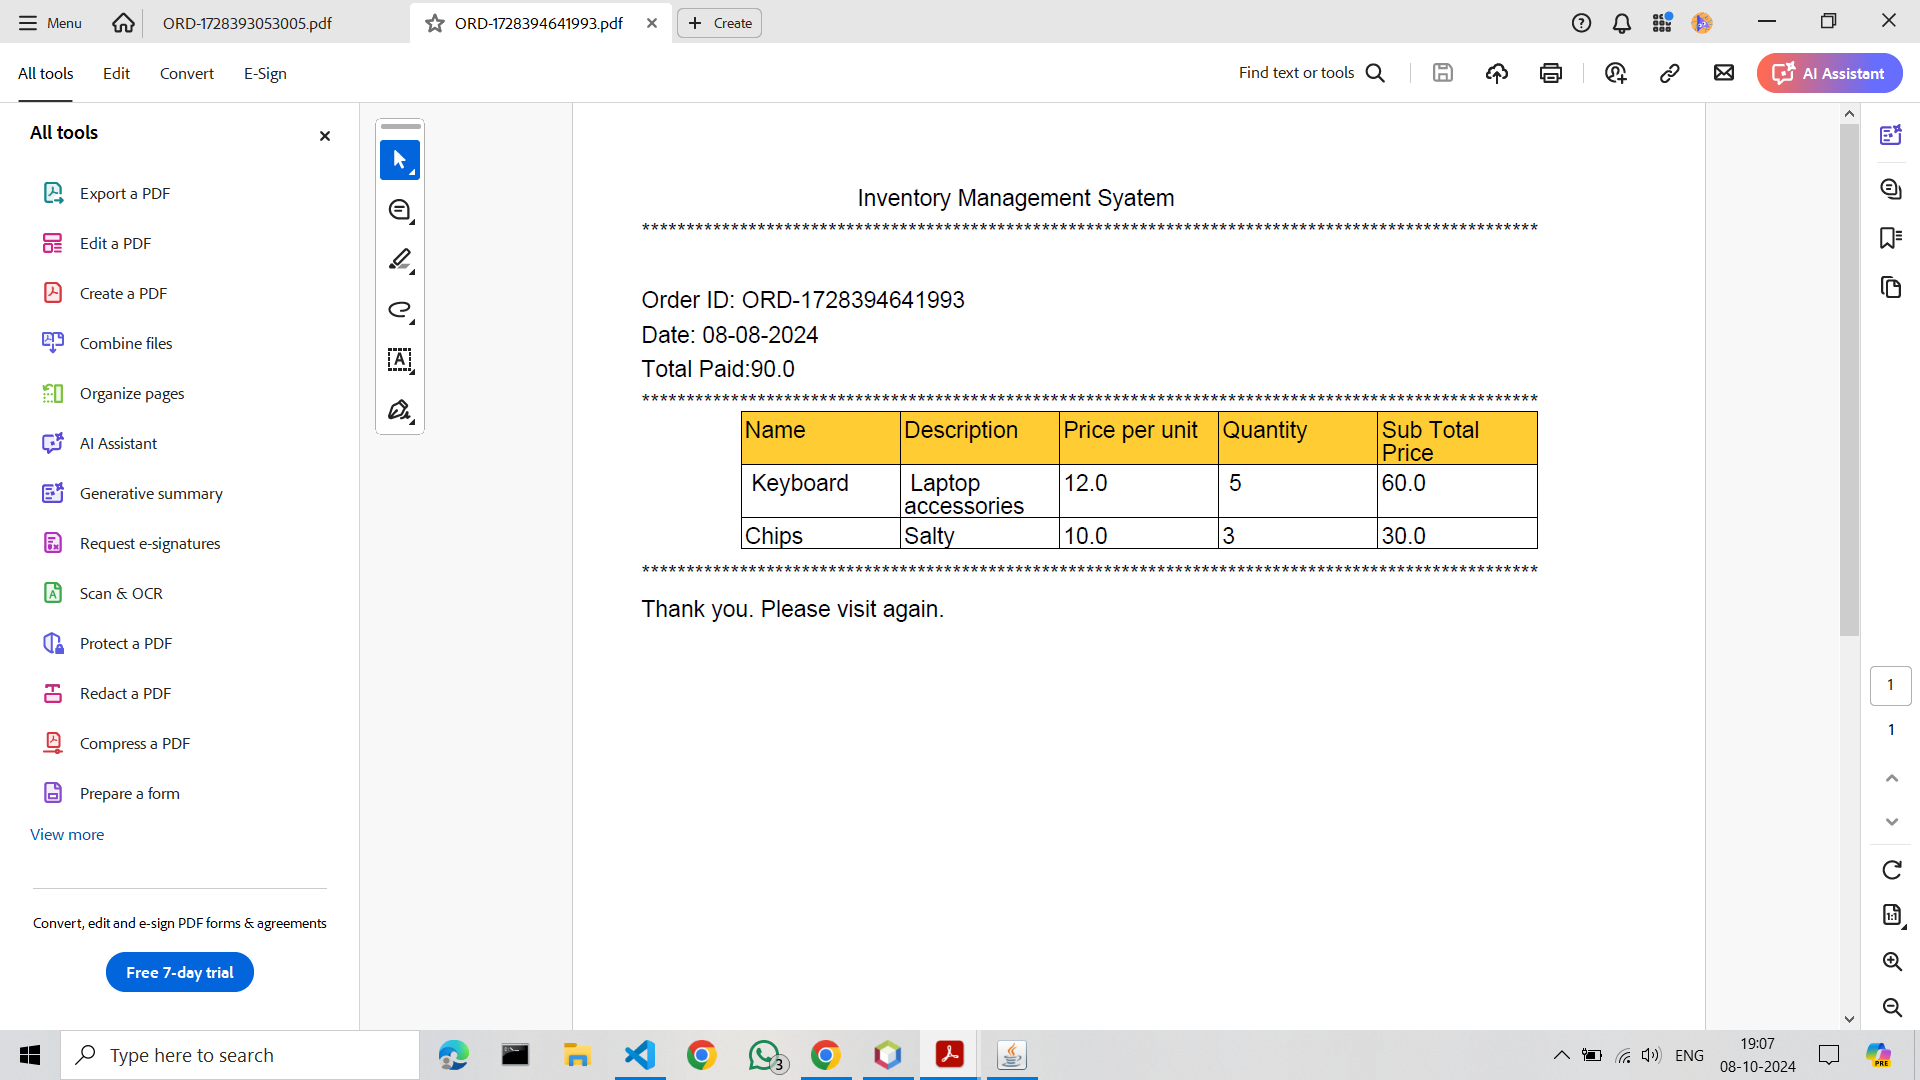 Menu
ORD-1728393053005.pdf
ORD-1728394641993.pdf
Create
All tools
Edit
Convert
E-Sign
Find text or tools
AI Assistant
All tools
Export a PDF
Edit a PDF
Create a PDF
Combine files
Organize pages
AI Assistant
Generative summary
Request e-signatures
Scan & OCR
Protect a PDF
Redact a PDF
Compress a PDF
Prepare a form
View more
Convert, edit and e-sign PDF forms & agreements
Free 7-day trial
Inventory Management Syatem
****************************************************************************************************
Order ID: ORD-1728394641993
Date: 08-08-2024
Total Paid:90.0
****************************************************************************************************
Name Description Price per unit Quantity Sub Total Price
Keyboard Laptop accessories 12.0 5 60.0
Chips Salty 10.0 3 30.0
****************************************************************************************************
Thank you. Please visit again.
1
1
Type here to search
3
ENG
19:07
08-10-2024
PRE